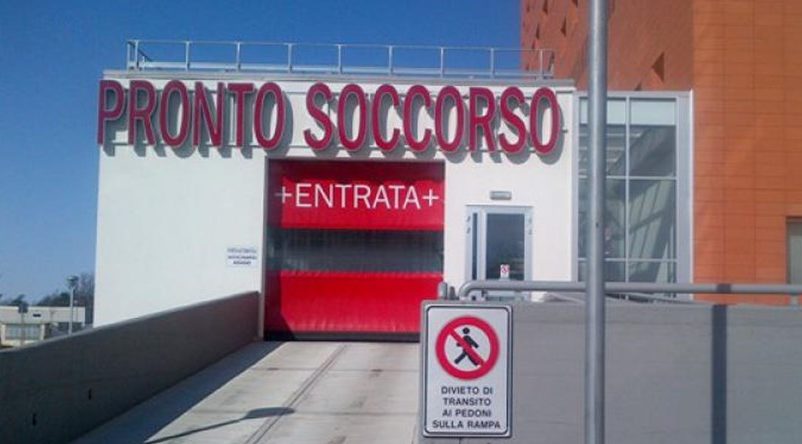 PRONTO SOCCORSO
+ENTRATA+
DIVIETO DI
TRANSITO
AI PEDONI
SULLA RAMPA